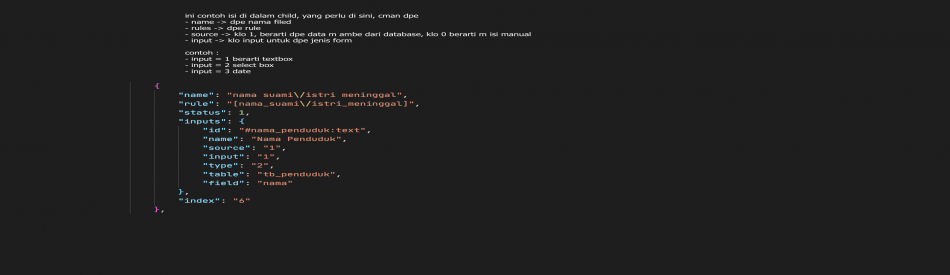 ini contoh isi di dalam child, yang perlu di sini, cman dpe
- name -> dpe nama filed
- rules -> dpe rule
- source -> klo 1, berarti dpe data m ambe dari database, klo 0 berarti m isi manual
- input -> klo input untuk dpe jenis form
contoh :
- input = 1 berarti textbox
- input = 2 select box
- input = 3 date
{
"name": "nama suami\/istri meninggal",
"rule": "[nama_suami\/istri_meninggal]",
"status": 1,
"inputs": {
"id": "#nama_penduduk:text",
"name": "Nama Penduduk",
"source": "1",
"input": "1",
"type": "2",
"table": "tb_penduduk",
"field": "nama"
},
"index": "6"
},